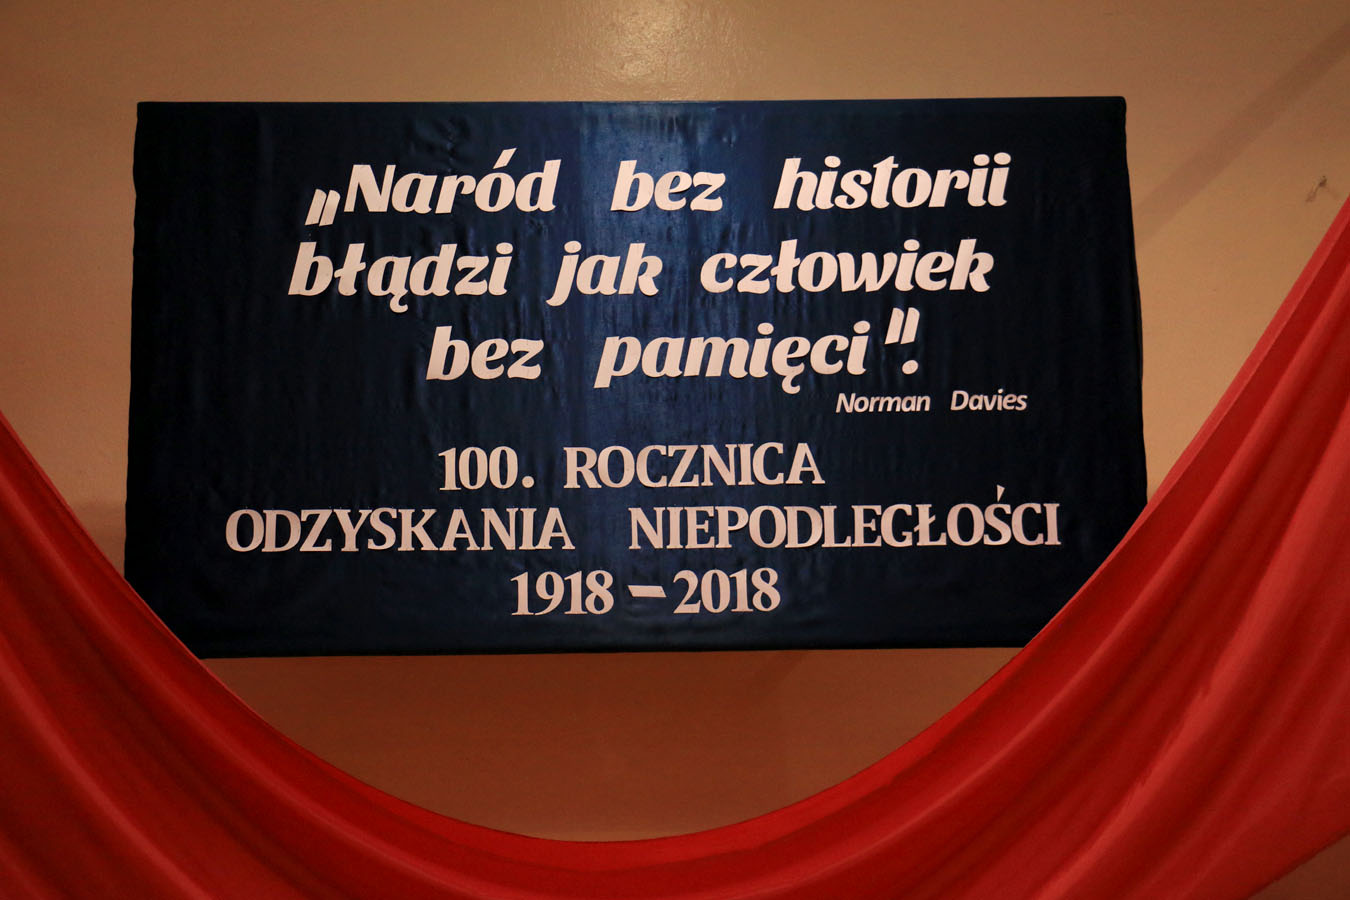 „Naród bez historii
błądzi jak człowiek
bez pamięci".
Norman Davies
100. ROCZNICA
ODZYSKANIA NIEPODLEGŁOŚCI
1918 – 2018